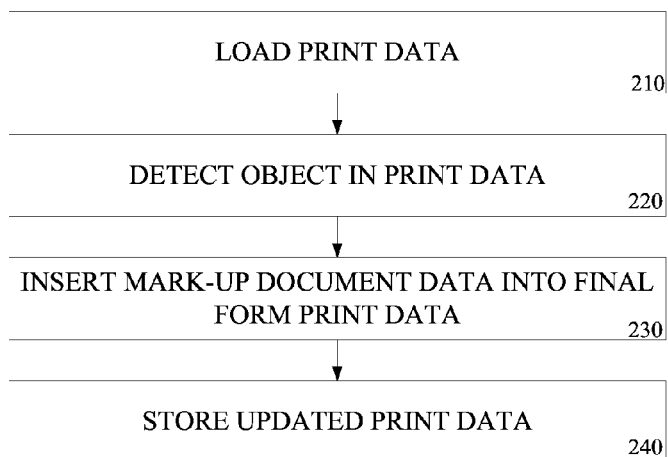 LOAD PRINT DATA
210
DETECT OBJECT IN PRINT DATA
220
INSERT MARK-UP DOCUMENT DATA INTO FINAL
FORM PRINT DATA
230
STORE UPDATED PRINT DATA
240